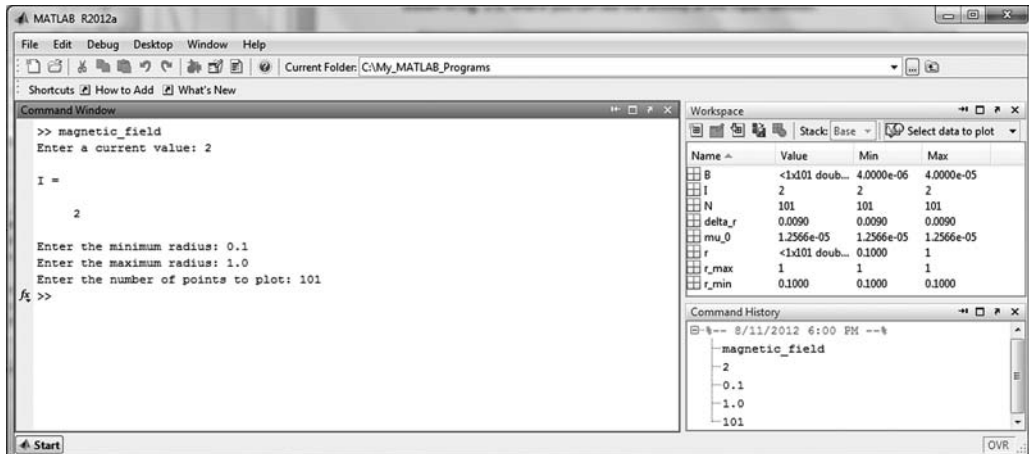 MATLAB R2012a
File Edit Debug Desktop Window Help
Current Folder: C:\My_MATLAB_Programs
Shortcuts How to Add What's New
Command Window
>> magnetic_field
Enter a current value: 2
I =
2
Enter the minimum radius: 0.1
Enter the maximum radius: 1.0
Enter the number of points to plot: 101
fx >>
Workspace
Stack: Base Select data to plot
Name Value Min Max
B <1x101 doub... 4.0000e-06 4.0000e-05
I 2 2 2
N 101 101 101
delta_r 0.0090 0.0090 0.0090
mu_0 1.2566e-05 1.2566e-05 1.2566e-05
r <1x101 doub... 0.1000 1
r_max 1 1 1
r_min 0.1000 0.1000 0.1000
Command History
%-- 8/11/2012 6:00 PM --%
magnetic_field
2
0.1
1.0
101
Start
OVR